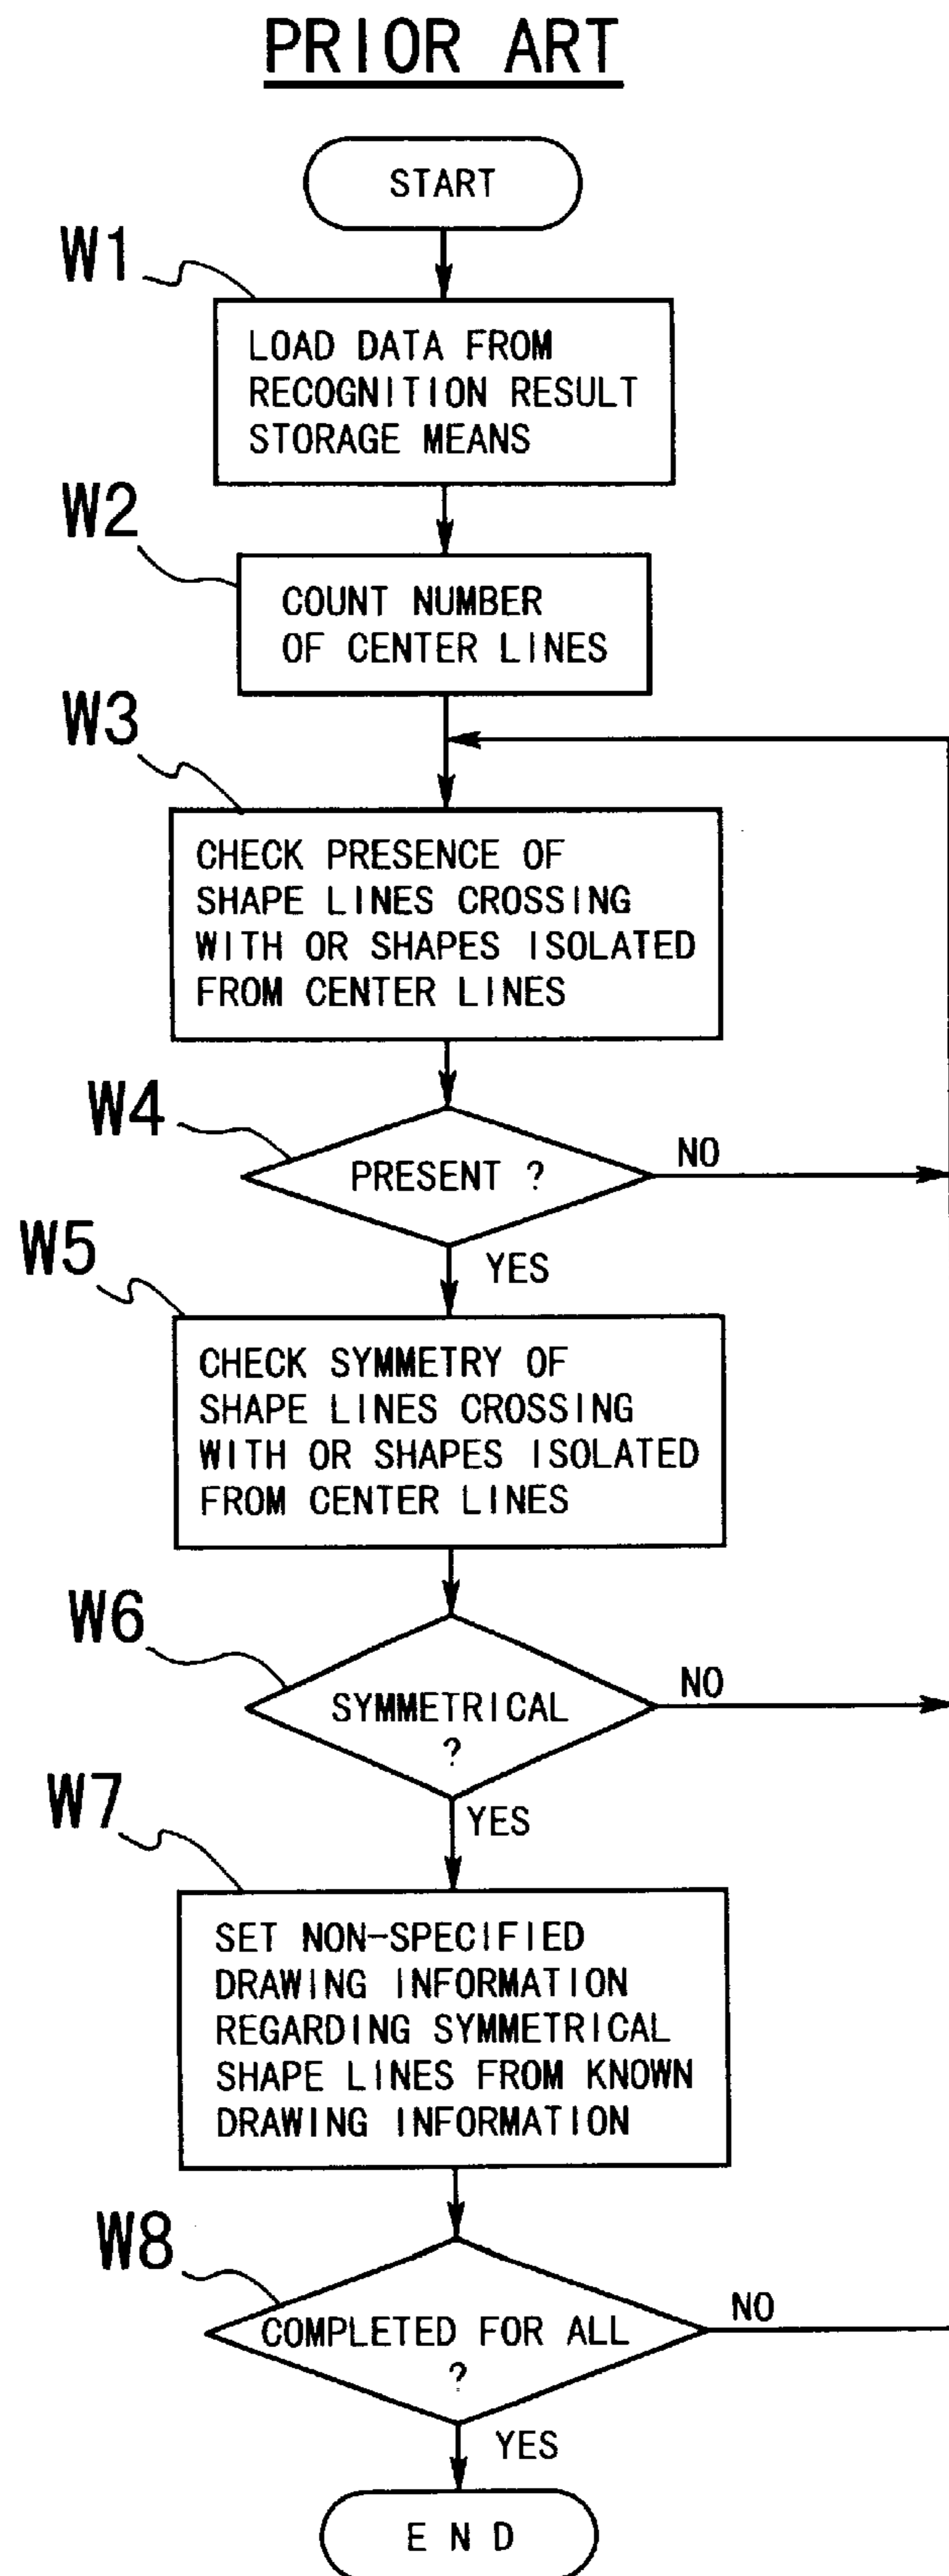 PRIOR ART
START
W1
LOAD DATA FROM
RECOGNITION RESULT
STORAGE MEANS
W2
COUNT NUMBER
OF CENTER LINES
W3
CHECK PRESENCE OF
SHAPE LINES CROSSING
WITH OR SHAPES ISOLATED
FROM CENTER LINES
W4
PRESENT ?
NO
YES
W5
CHECK SYMMETRY OF
SHAPE LINES CROSSING
WITH OR SHAPES ISOLATED
FROM CENTER LINES
W6
SYMMETRICAL
?
NO
YES
W7
SET NON-SPECIFIED
DRAWING INFORMATION
REGARDING SYMMETRICAL
SHAPE LINES FROM KNOWN
DRAWING INFORMATION
W8
COMPLETED FOR ALL
?
NO
YES
END